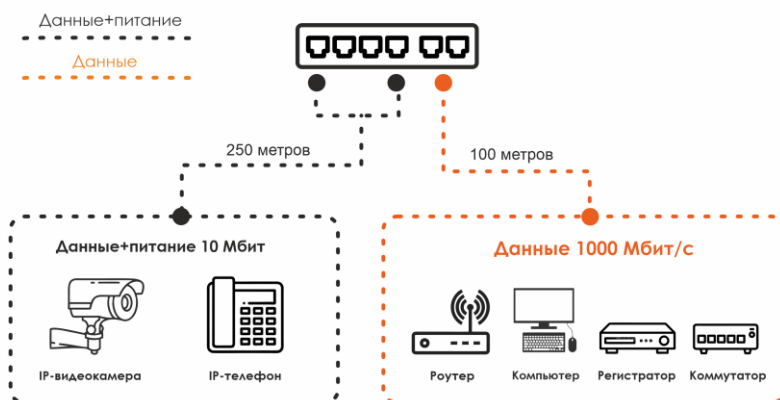 Данные+питание
Данные
250 метров
100 метров
Данные+питание 10 Мбит
Данные 1000 Мбит/с
IP-видеокамера
IP-телефон
Роутер
Компьютер
Регистратор
Коммутатор